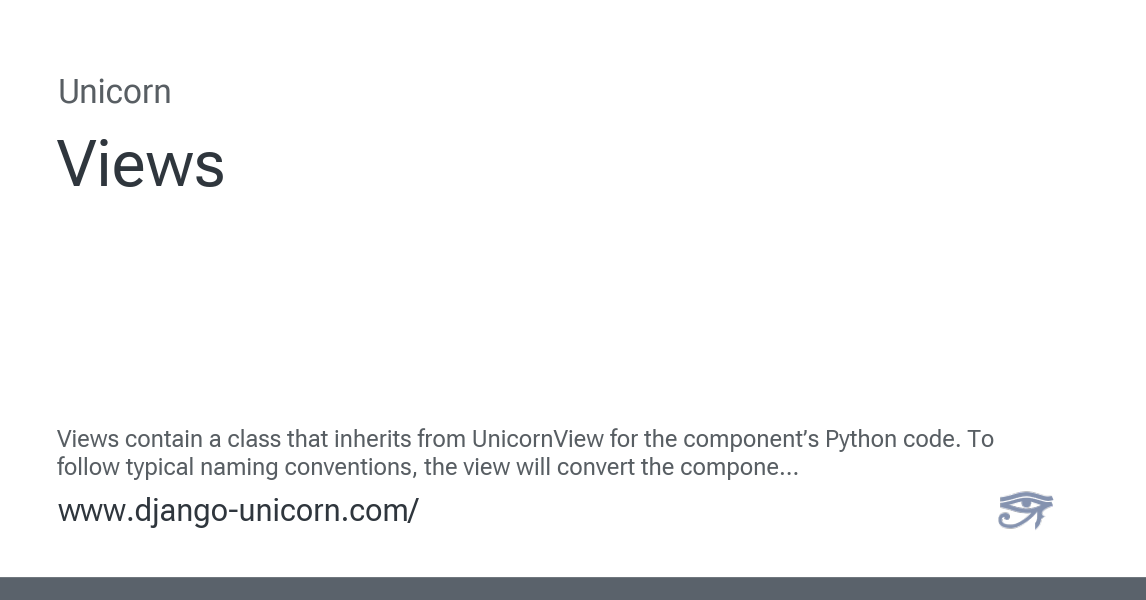 Unicorn
Views
Views contain a class that inherits from UnicornView for the component’s Python code. To
follow typical naming conventions, the view will convert the compone...
www.django-unicorn.com/